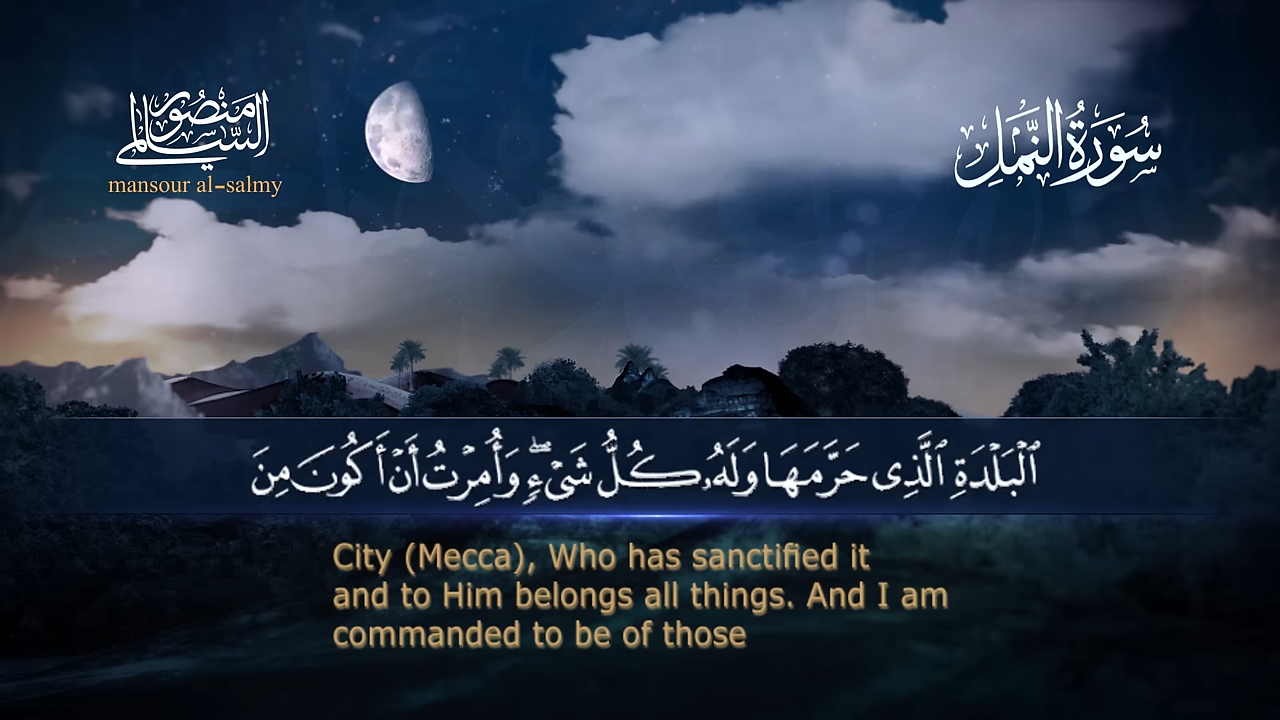 منصور السالمي
mansour al-salmy
سُورَةُ النَّمْلِ
ٱلْبَلْدَةِ ٱلَّذِى حَرَّمَهَا وَلَهُۥ كُلُّ شَىْءٍۖ وَأُمِرْتُ أَنْ أَكُونَ مِنَ
City (Mecca), Who has sanctified it
and to Him belongs all things. And I am
commanded to be of those